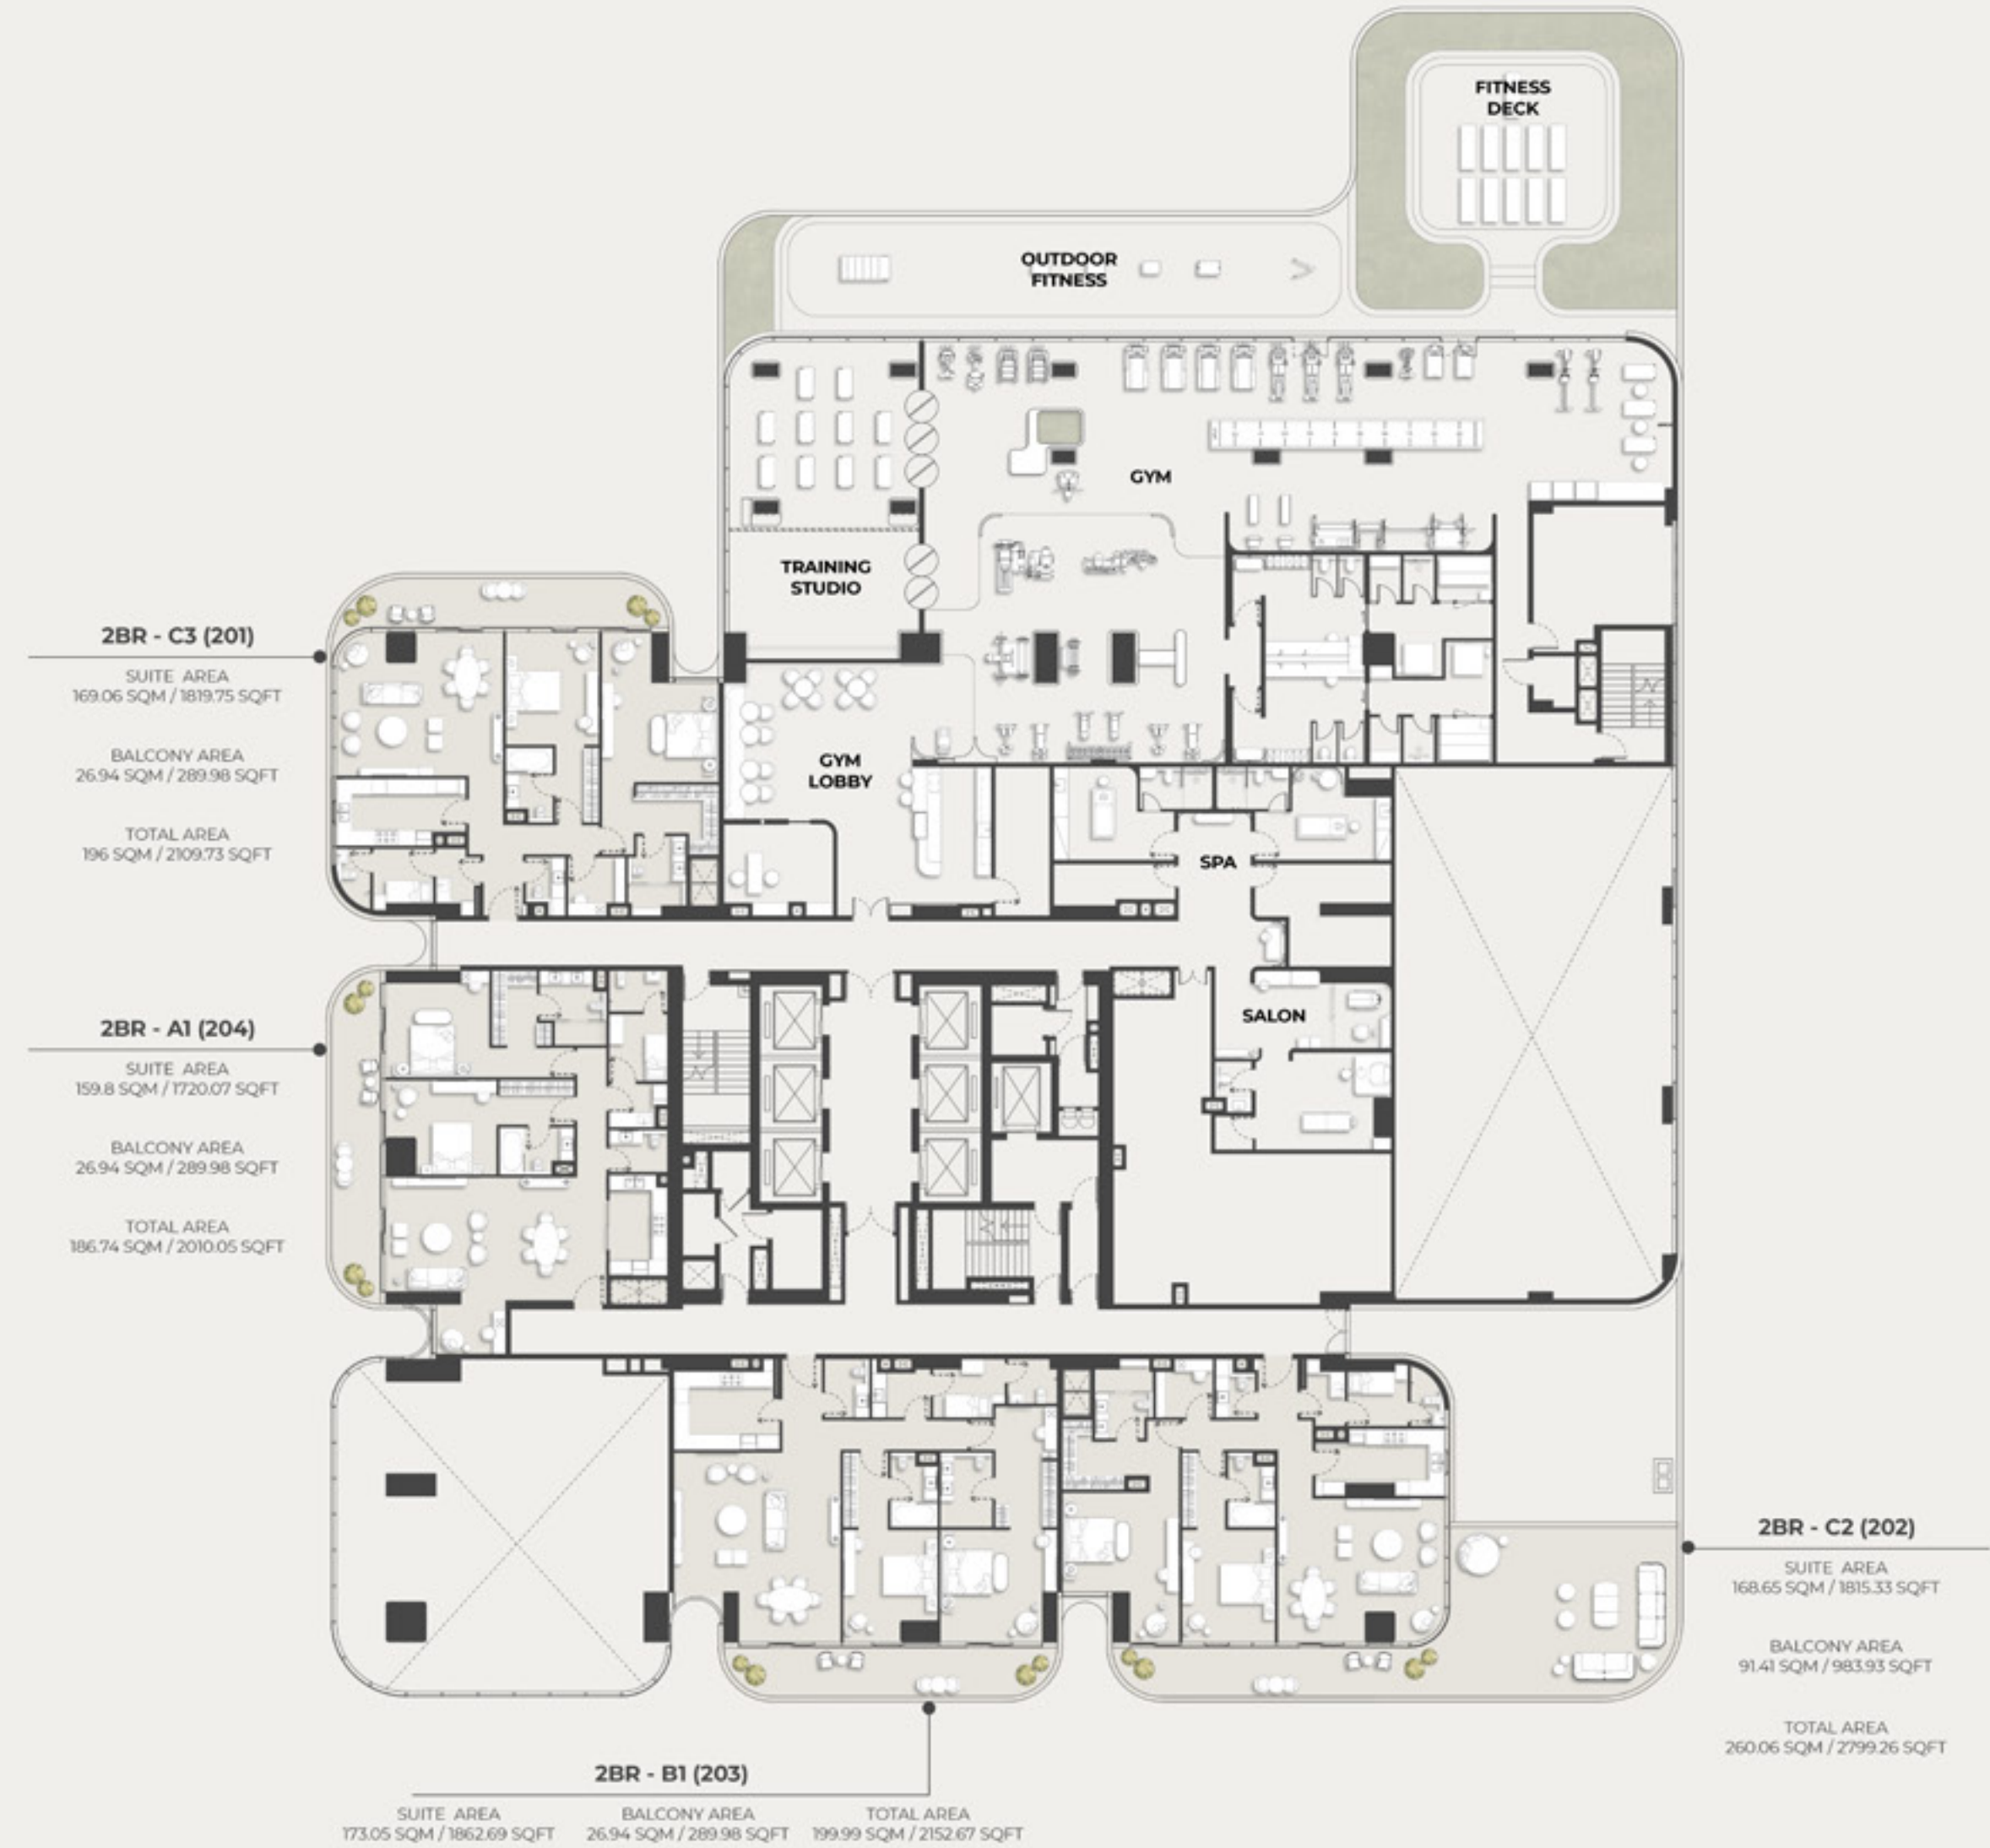 FITNESS
DECK
OUTDOOR
FITNESS
GYM
TRAINING
STUDIO
GYM
LOBBY
SPA
SALON
2BR - C3 (201)
SUITE AREA
169.06 SQM / 1819.75 SQFT
BALCONY AREA
26.94 SQM / 289.98 SQFT
TOTAL AREA
196 SQM / 2109.73 SQFT
2BR - A1 (204)
SUITE AREA
159.8 SQM / 1720.07 SQFT
BALCONY AREA
26.94 SQM / 289.98 SQFT
TOTAL AREA
186.74 SQM / 2010.05 SQFT
2BR - C2 (202)
SUITE AREA
168.65 SQM / 1815.33 SQFT
BALCONY AREA
91.41 SQM / 983.93 SQFT
TOTAL AREA
260.06 SQM / 2799.26 SQFT
2BR - B1 (203)
SUITE AREA
173.05 SQM / 1862.69 SQFT
BALCONY AREA
26.94 SQM / 289.98 SQFT
TOTAL AREA
199.99 SQM / 2152.67 SQFT